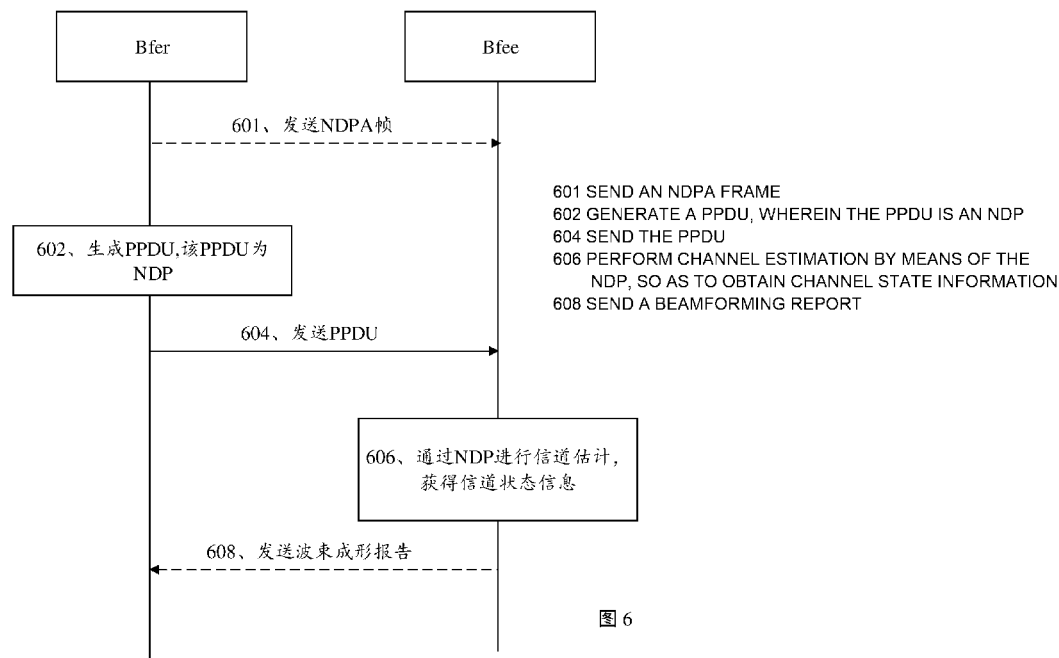 Bfer
Bfee
601、发送NDPA帧
602、生成PPDU,该PPDU为
NDP
604、发送PPDU
606、通过NDP进行信道估计,
获得信道状态信息
608、发送波束成形报告
601 SEND AN NDPA FRAME
602 GENERATE A PPDU, WHEREIN THE PPDU IS AN NDP
604 SEND THE PPDU
606 PERFORM CHANNEL ESTIMATION BY MEANS OF THE
NDP, SO AS TO OBTAIN CHANNEL STATE INFORMATION
608 SEND A BEAMFORMING REPORT
图 6